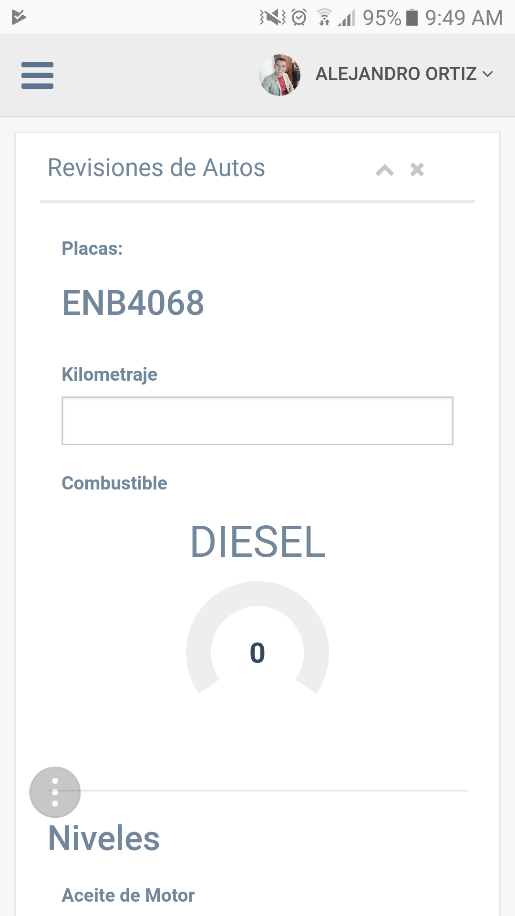 95% 9:49 AM
ALEJANDRO ORTIZ
Revisiones de Autos
Placas:
ENB4068
Kilometraje
Combustible
DIESEL
0
Niveles
Aceite de Motor